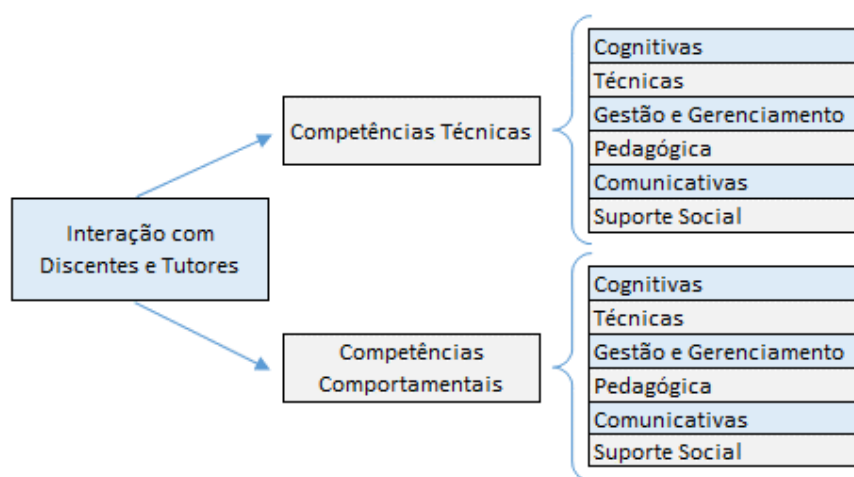 Interação com
Discentes e Tutores
Competências Técnicas
Cognitivas
Técnicas
Gestão e Gerenciamento
Pedagógica
Comunicativas
Suporte Social
Competências
Comportamentais
Cognitivas
Técnicas
Gestão e Gerenciamento
Pedagógica
Comunicativas
Suporte Social